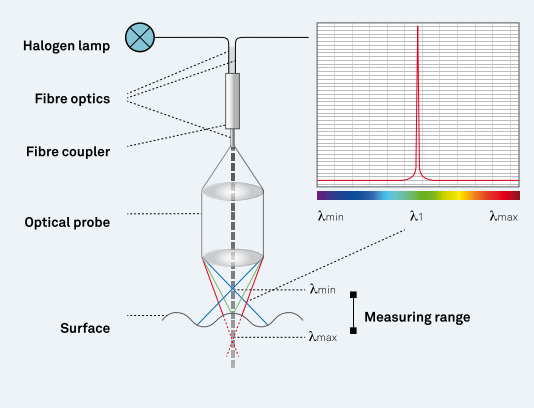 Halogen lamp
Fibre optics
Fibre coupler
Optical probe
Surface
λmin
λ1
λmax
λmin
Measuring range
λmax